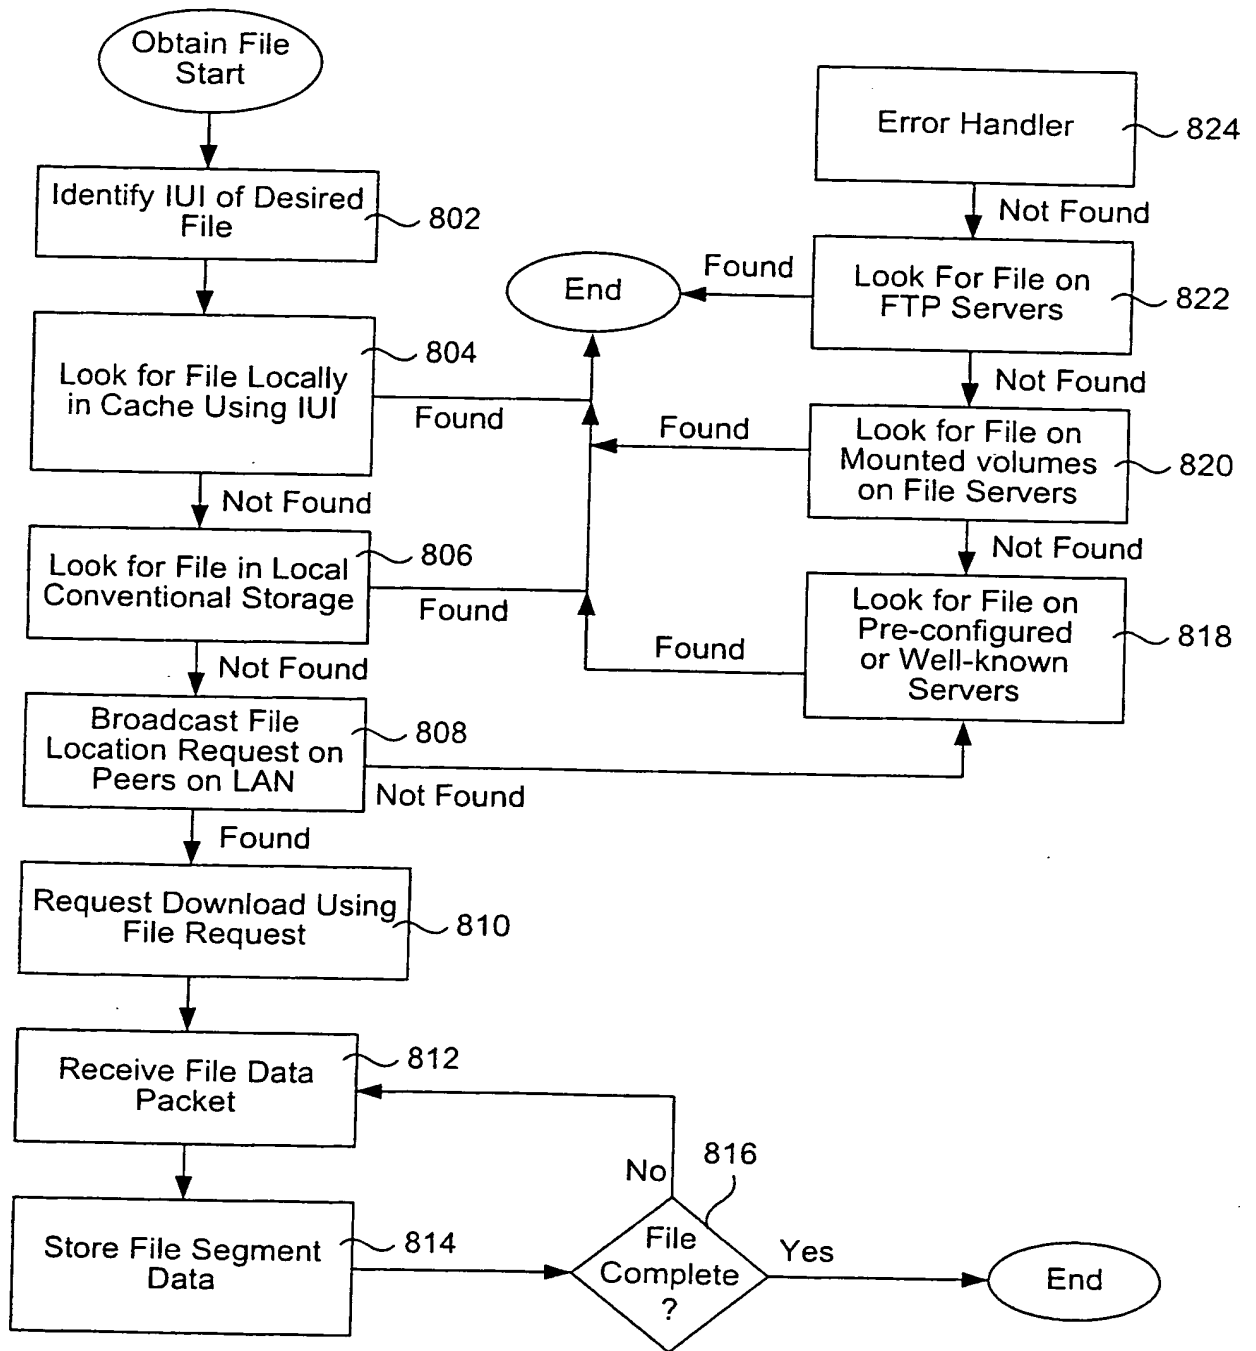 Obtain File
Start
Identify IUI of Desired
File
802
Look for File Locally
in Cache Using IUI
804
Found
Not Found
Look for File in Local
Conventional Storage
806
Found
Not Found
Broadcast File
Location Request on
Peers on LAN
808
Not Found
Found
Request Download Using
File Request
810
Receive File Data
Packet
812
Store File Segment
Data
814
File
Complete
?
816
No
Yes
End
End
Error Handler
824
Not Found
Look For File on
FTP Servers
822
Found
Not Found
Look for File on
Mounted volumes
on File Servers
820
Found
Not Found
Look for File on
Pre-configured
or Well-known
Servers
818
Found